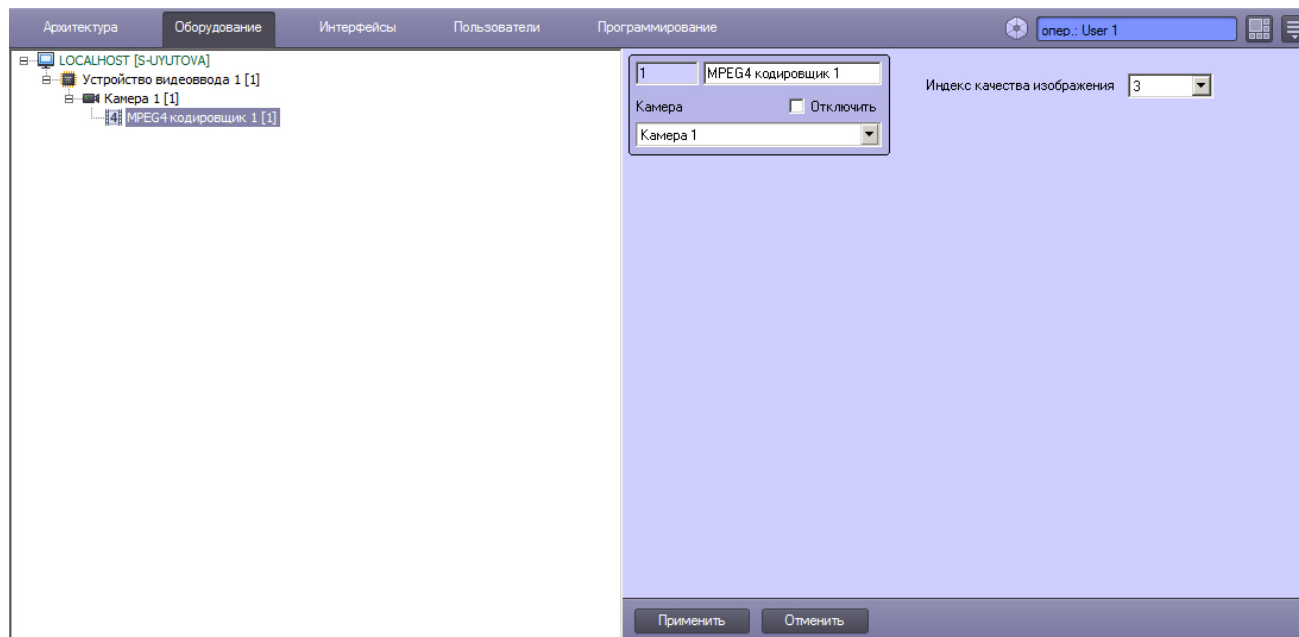 Архитектура Оборудование Интерфейсы Пользователи Программирование опер.: User 1
LOCALHOST [S-UYUTOVA]
Устройство видеоввода 1 [1]
Камера 1 [1]
4 MPEG4 кодировщик 1 [1]
1 MPEG4 кодировщик 1
Камера Отключить
Камера 1
Индекс качества изображения 3
Применить Отменить